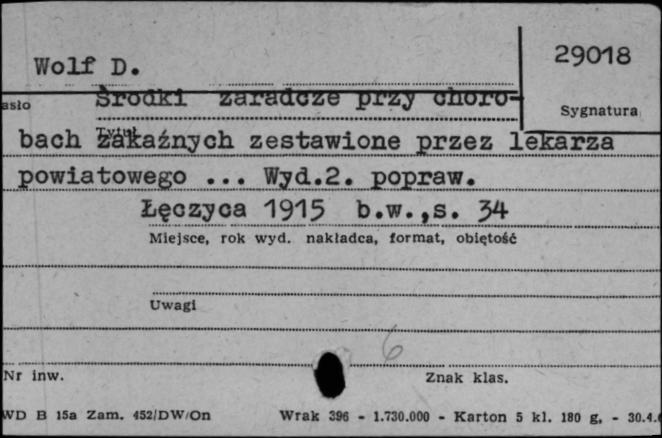 29018
Wolf D.
asło
Środki zaradcze przy choro-
Sygnatura
Tytuł
bach zakaźnych zestawione przez lekarza
powiatowego ... Wyd.2. popraw.
Łęczyca 1915 b.w.,s. 34
Miejsce, rok wyd. nakładca, format, objętość
Uwagi
6
Nr inw.
Znak klas.
WD B 15a Zam. 452/DW/On Wrak 396 - 1.730.000 - Karton 5 kl. 180 g. - 30.4.